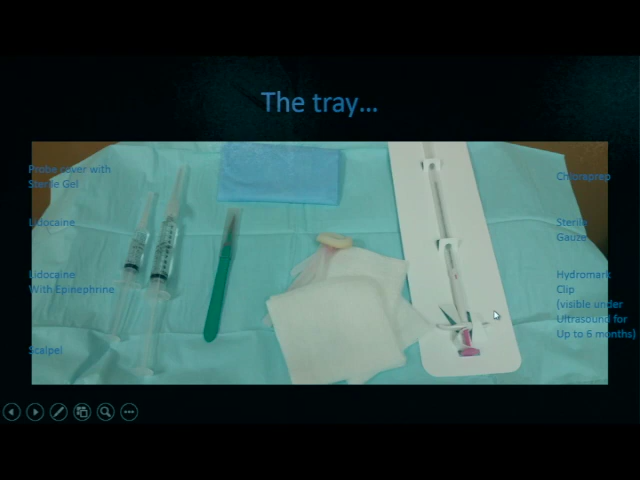 The tray...
Probe cover with
Sterile Gel
Lidocaine
Lidocaine
With Epinephrine
Scalpel
Chloraprep
Sterile
Gauze
Hydromark
Clip
(visible under
Ultrasound for
Up to 6 months)